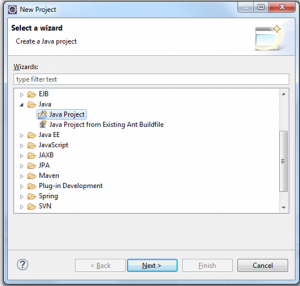 New Project
Select a wizard
Create a Java project
Wizards:
type filter text
EJB
Java
Java Project
Java Project from Existing Ant Buildfile
Java EE
JavaScript
JAXB
JPA
Maven
Plug-in Development
Spring
SVN
?
< Back
Next >
Finish
Cancel